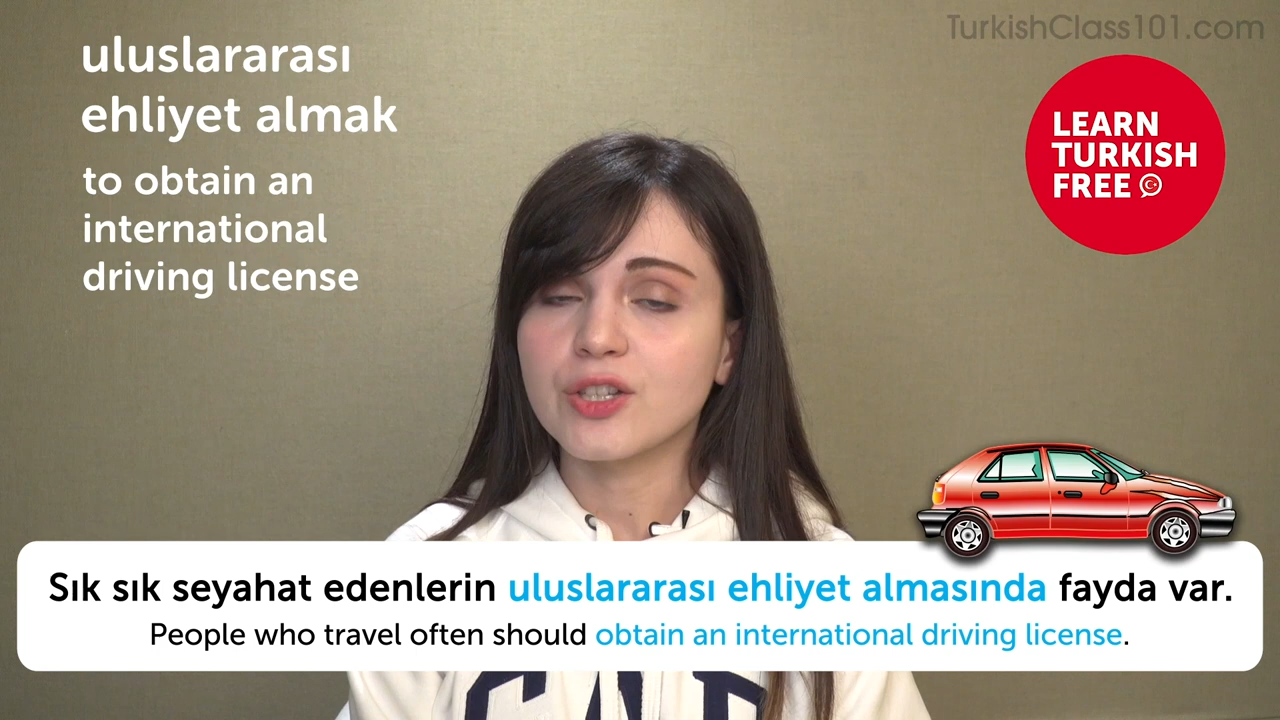 TurkishClass101.com
uluslararası
ehliyet almak
to obtain an
international
driving license
LEARN
TURKISH
FREE
Sık sık seyahat edenlerin uluslararası ehliyet almasında fayda var.
People who travel often should obtain an international driving license.